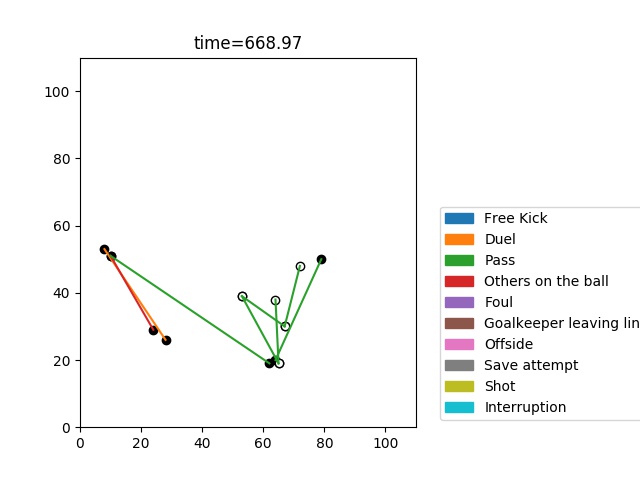 time=668.97
100
80
60
40
20
0
0 20 40 60 80 100
Free Kick
Duel
Pass
Others on the ball
Foul
Goalkeeper leaving lin
Offside
Save attempt
Shot
Interruption